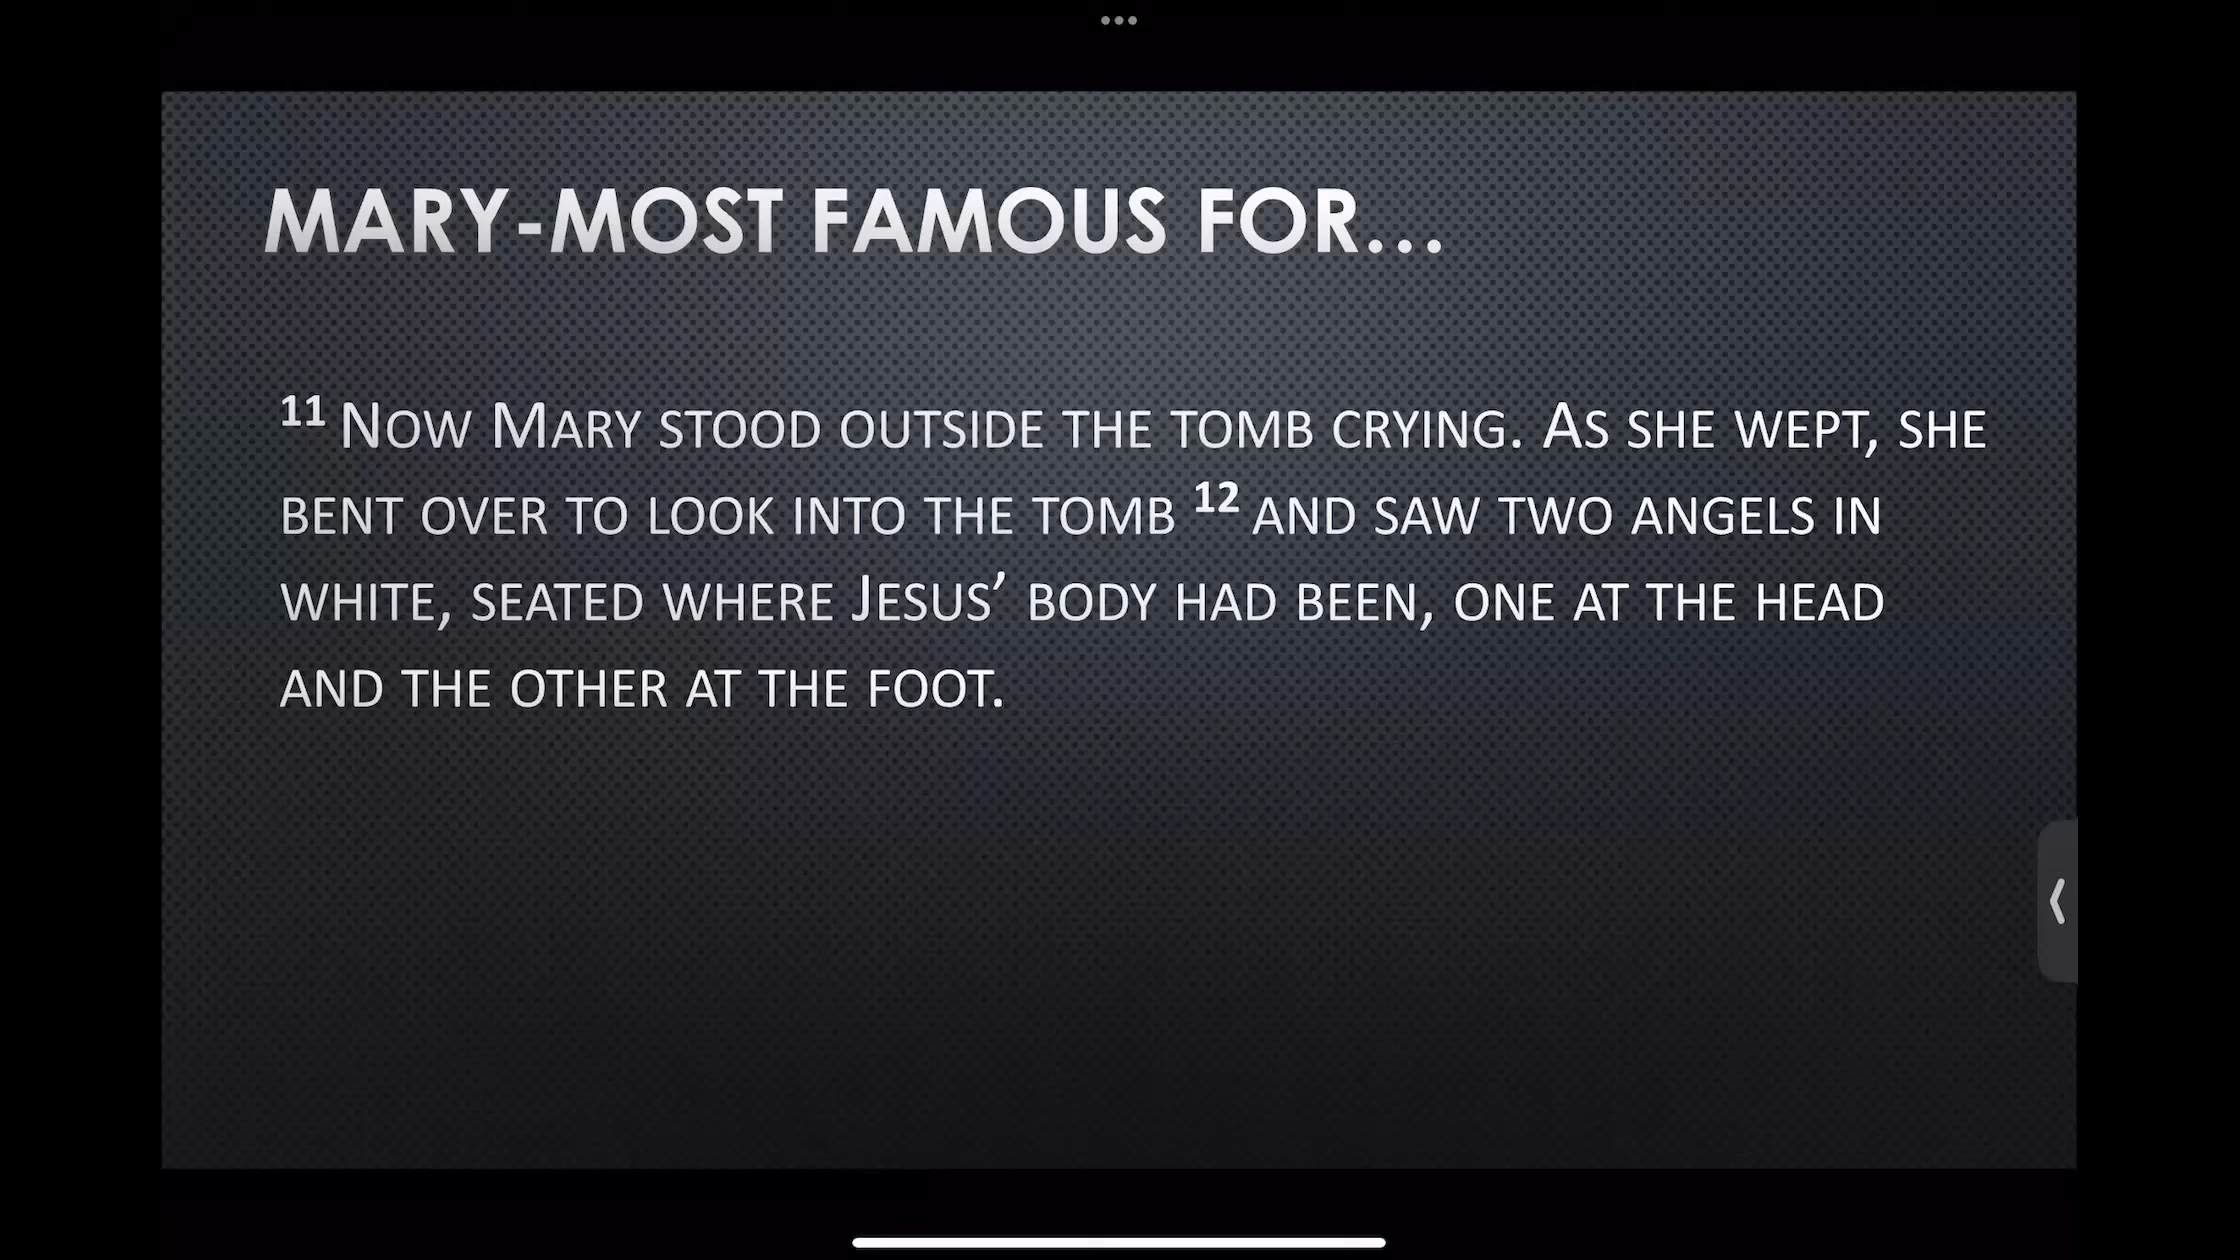 MARY-MOST FAMOUS FOR...
11 NOW MARY STOOD OUTSIDE THE TOMB CRYING. AS SHE WEPT, SHE
BENT OVER TO LOOK INTO THE TOMB 12 AND SAW TWO ANGELS IN
WHITE, SEATED WHERE JESUS’ BODY HAD BEEN, ONE AT THE HEAD
AND THE OTHER AT THE FOOT.